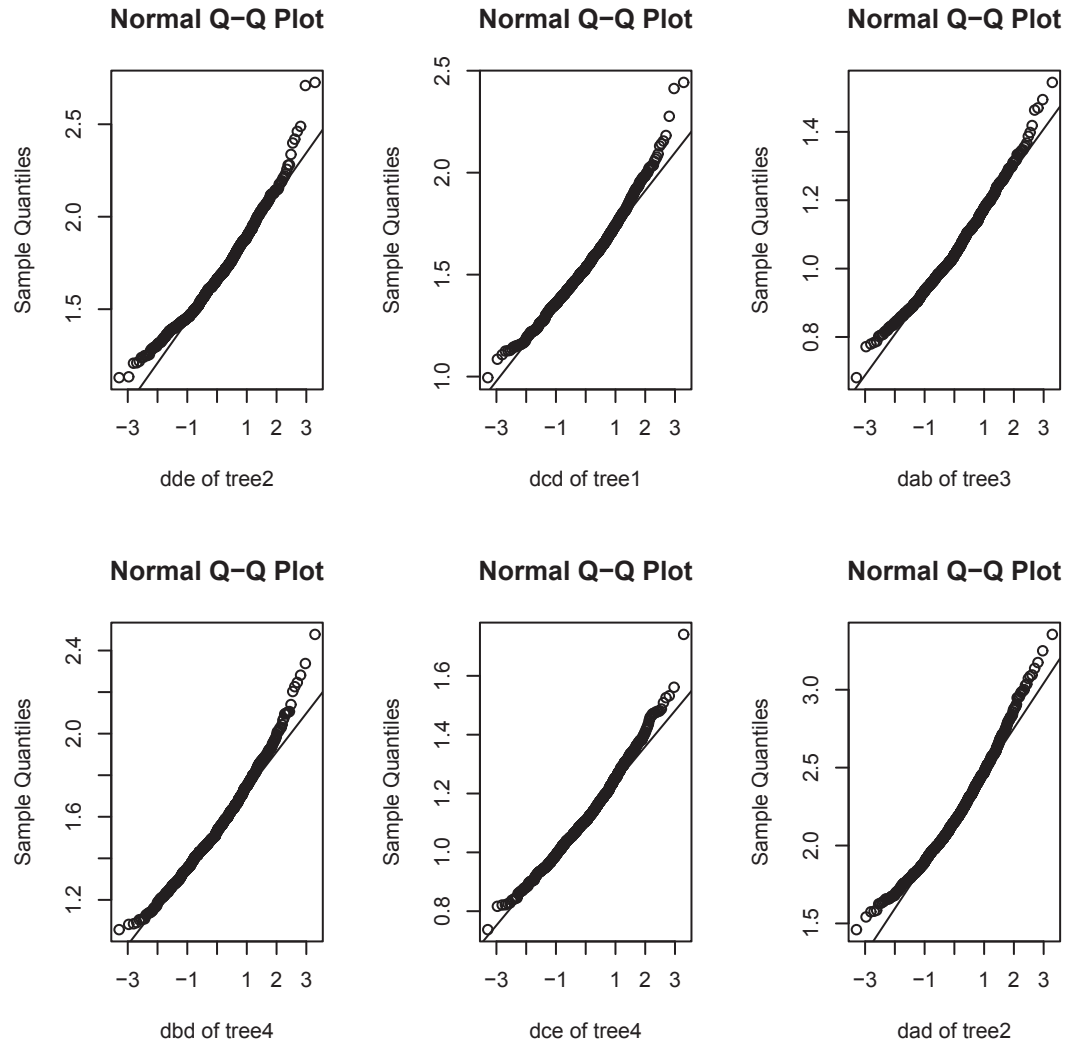 Normal Q−Q Plot
Sample Quantiles
1.5
2.0
2.5
−3 −1 1 2 3
dde of tree2
Normal Q−Q Plot
Sample Quantiles
1.0
1.5
2.0
2.5
−3 −1 1 2 3
dcd of tree1
Normal Q−Q Plot
Sample Quantiles
0.8
1.0
1.2
1.4
−3 −1 1 2 3
dab of tree3
Normal Q−Q Plot
Sample Quantiles
1.2
1.6
2.0
2.4
−3 −1 1 2 3
dbd of tree4
Normal Q−Q Plot
Sample Quantiles
0.8
1.0
1.2
1.4
1.6
−3 −1 1 2 3
dce of tree4
Normal Q−Q Plot
Sample Quantiles
1.5
2.0
2.5
3.0
−3 −1 1 2 3
dad of tree2